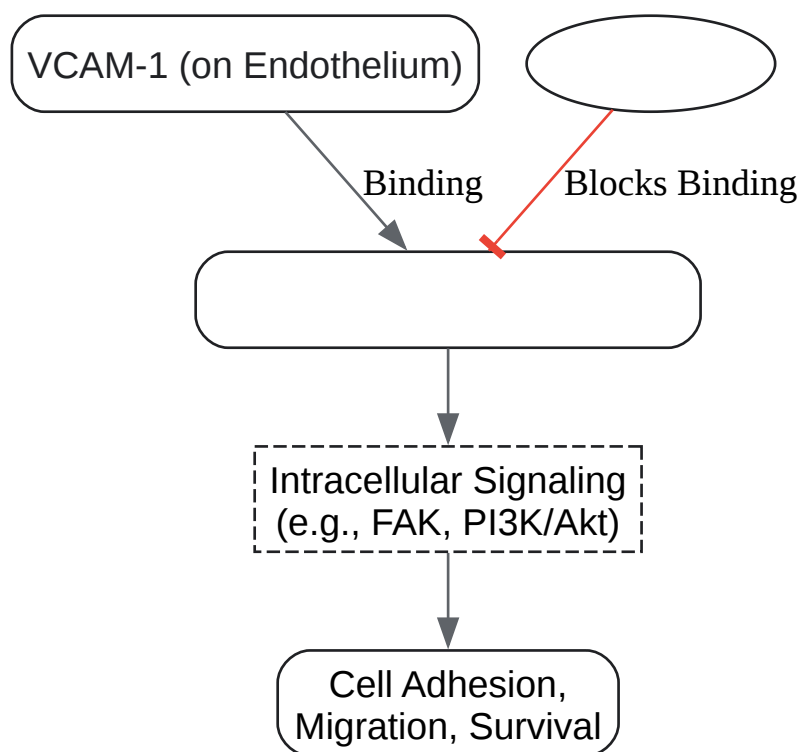 VCAM-1 (on Endothelium)
Binding
Blocks Binding
Intracellular Signaling
(e.g., FAK, PI3K/Akt)
Cell Adhesion,
Migration, Survival